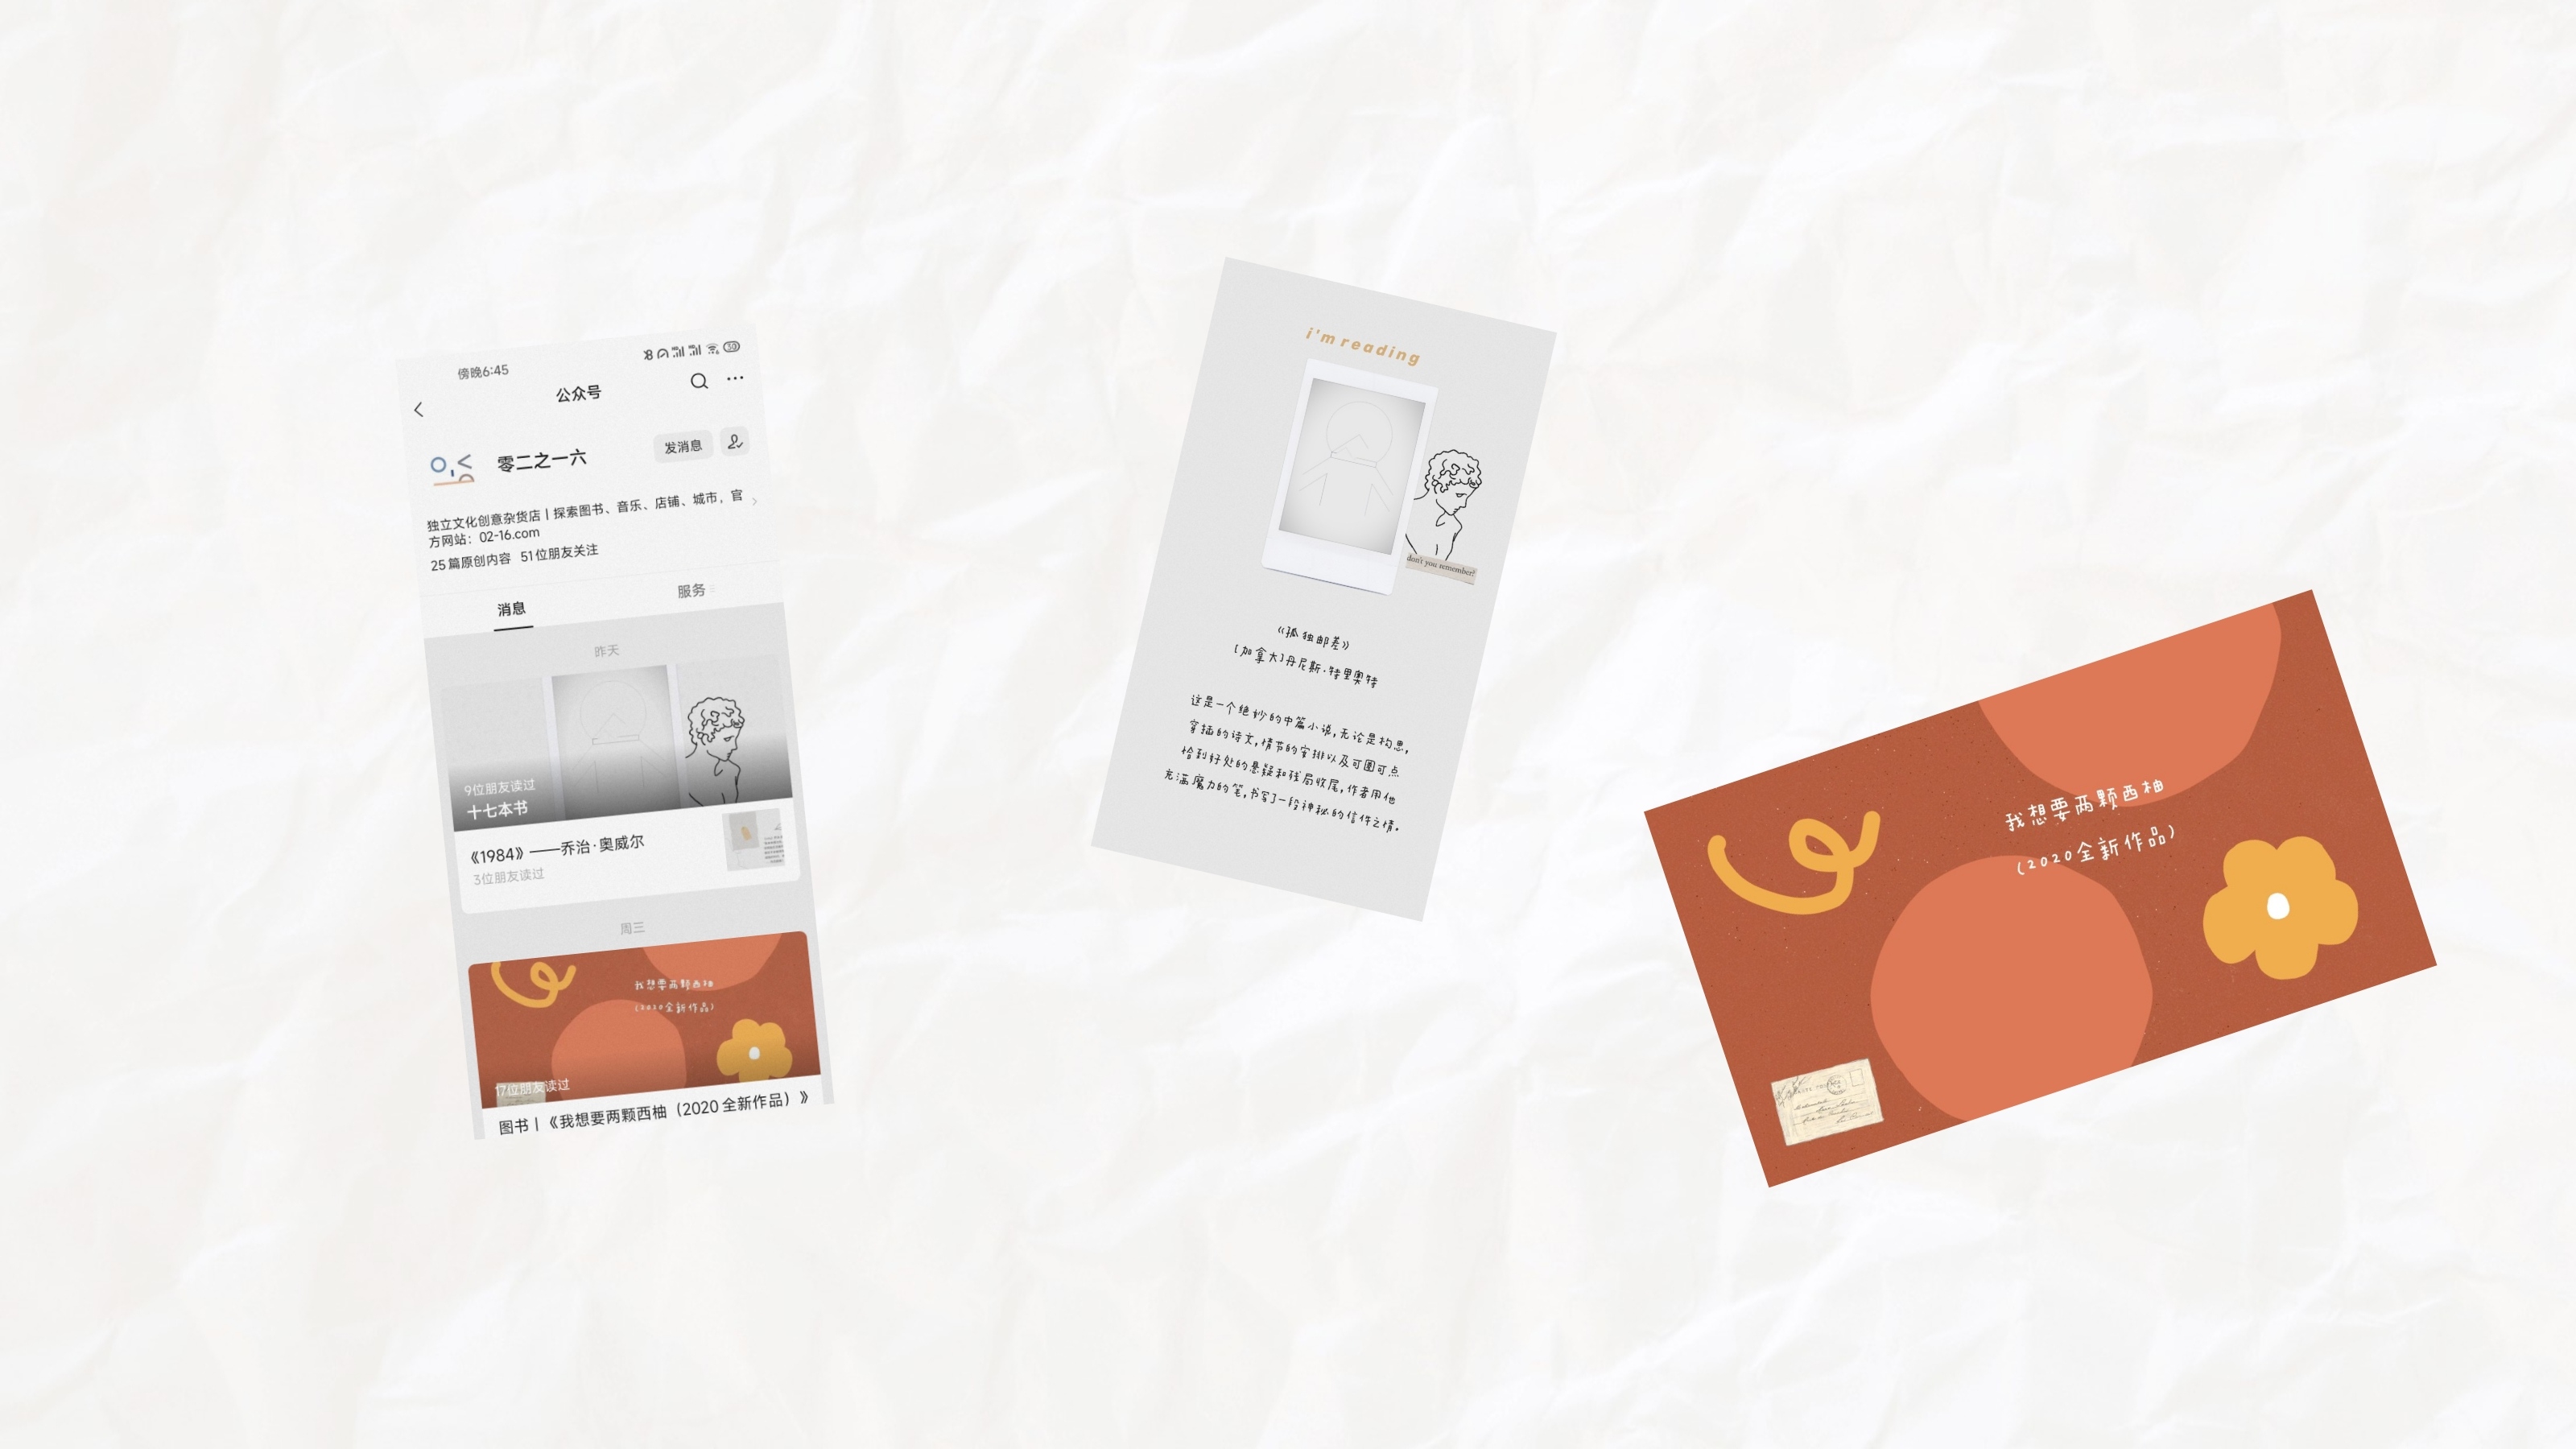 傍晚6:45
30
公众号
零二之一六
发消息
独立文化创意杂货店 | 探索图书、音乐、店铺、城市，官
方网站：02-16.com
25篇原创内容 51位朋友关注
消息
服务
昨天
9位朋友读过
十七本书
《1984》——乔治·奥威尔
3位朋友读过
周三
我想要两颗西柚
(2020全新作品)
17位朋友读过
图书 | 《我想要两颗西柚（2020 全新作品）》
i'm reading
don't you remember?
《孤独邮差》
[加拿大]丹尼斯·特里奥特
这是一个绝妙的中篇小说,无论是构思,
穿插的诗文,情节的安排以及可圈可点
恰到好处的悬疑和残局收尾,作者用他
充满魔力的笔,书写了一段神秘的信件之情。
我想要两颗西柚
(2020全新作品)